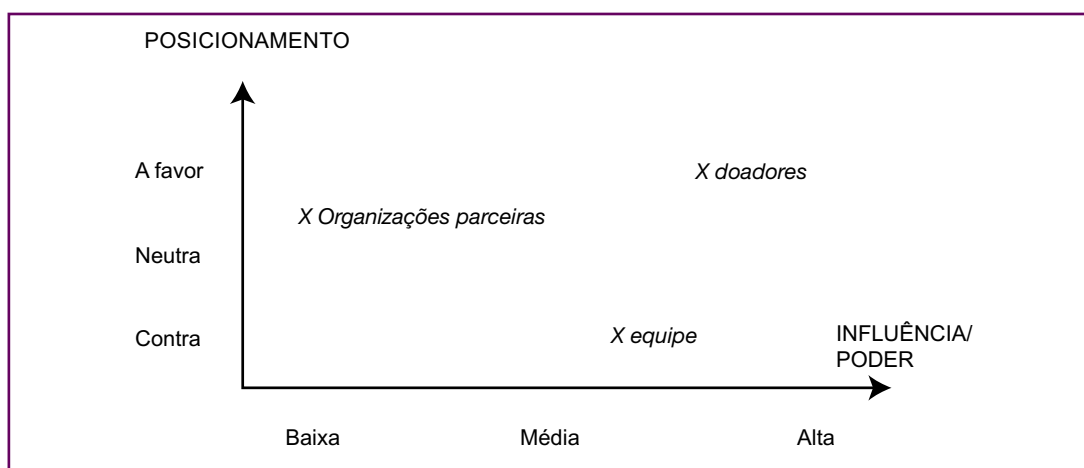 POSICIONAMENTO
A favor
X doadores
X Organizações parceiras
Neutra
Contra
X equipe
INFLUÊNCIA/
PODER
Baixa
Média
Alta